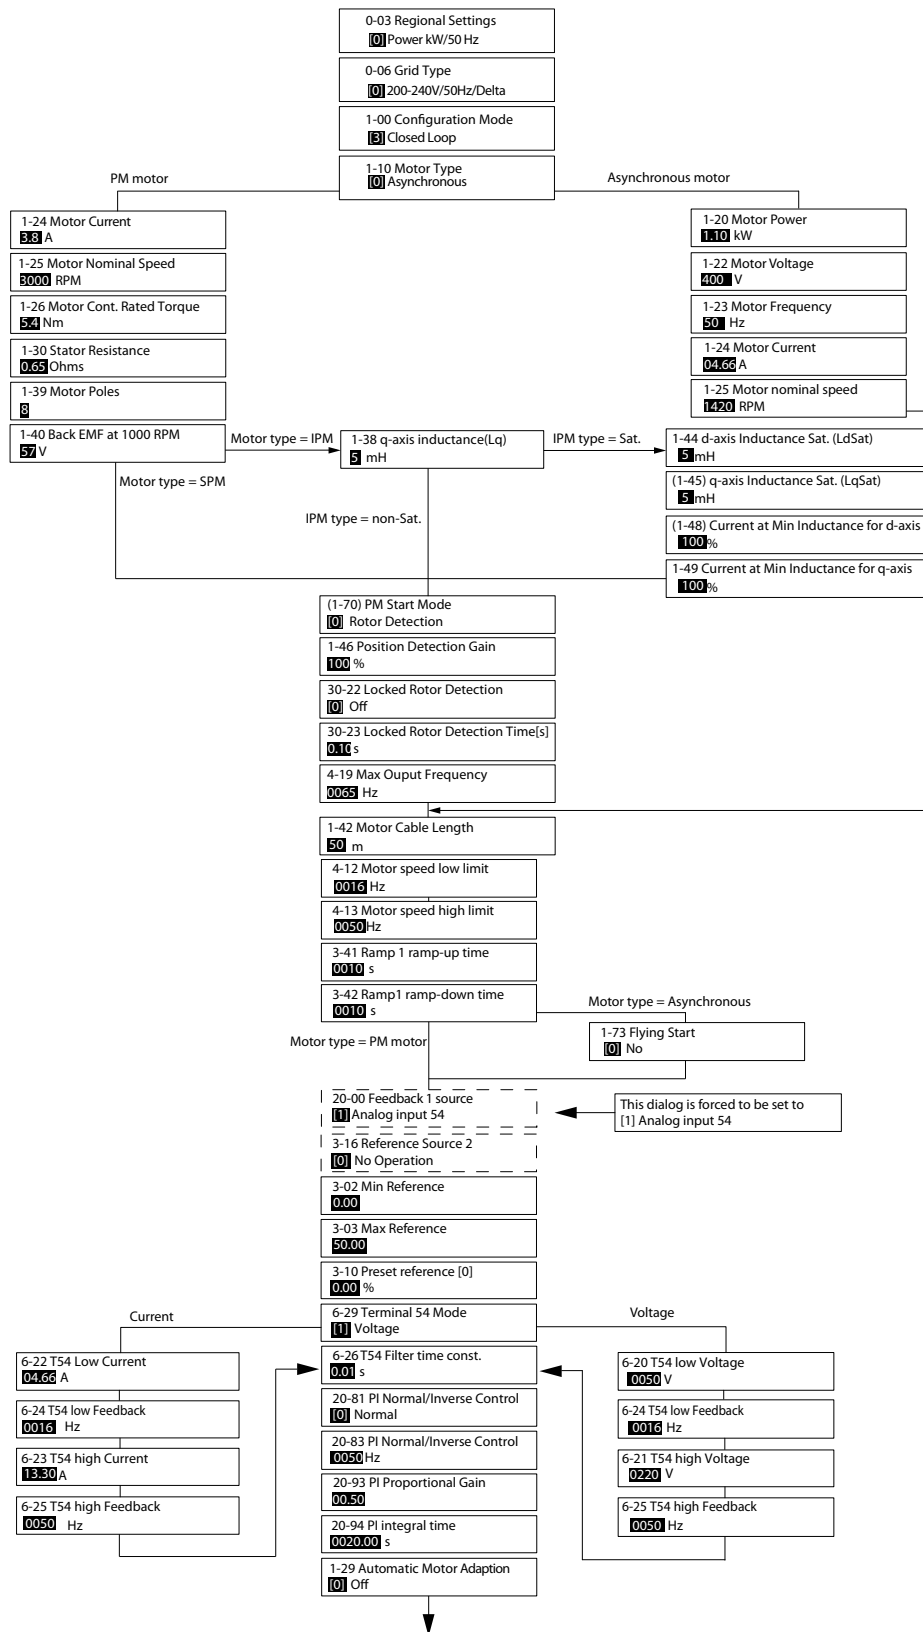 0-03 Regional Settings
[0] Power kW/50 Hz
0-06 Grid Type
[0] 200-240V/50Hz/Delta
1-00 Configuration Mode
[3] Closed Loop
1-10 Motor Type
[0] Asynchronous
PM motor
Asynchronous motor
1-24 Motor Current
3.8 A
1-25 Motor Nominal Speed
3000 RPM
1-26 Motor Cont. Rated Torque
5.4 Nm
1-30 Stator Resistance
0.65 Ohms
1-39 Motor Poles
8
1-40 Back EMF at 1000 RPM
57 V
1-20 Motor Power
1.10 kW
1-22 Motor Voltage
400 V
1-23 Motor Frequency
50 Hz
1-24 Motor Current
04.66 A
1-25 Motor nominal speed
1420 RPM
Motor type = IPM
1-38 q-axis inductance(Lq)
5 mH
IPM type = Sat.
1-44 d-axis Inductance Sat. (LdSat)
5 mH
(1-45) q-axis Inductance Sat. (LqSat)
5 mH
(1-48) Current at Min Inductance for d-axis
100 %
1-49 Current at Min Inductance for q-axis
100 %
Motor type = SPM
IPM type = non-Sat.
(1-70) PM Start Mode
[0] Rotor Detection
1-46 Position Detection Gain
100 %
30-22 Locked Rotor Detection
[0] Off
30-23 Locked Rotor Detection Time[s]
0.10 s
4-19 Max Ouput Frequency
0065 Hz
1-42 Motor Cable Length
50 m
4-12 Motor speed low limit
0016 Hz
4-13 Motor speed high limit
0050 Hz
3-41 Ramp 1 ramp-up time
0010 s
3-42 Ramp1 ramp-down time
0010 s
Motor type = Asynchronous
1-73 Flying Start
[0] No
Motor type = PM motor
20-00 Feedback 1 source
[1] Analog input 54
This dialog is forced to be set to
[1] Analog input 54
3-16 Reference Source 2
[0] No Operation
3-02 Min Reference
0.00
3-03 Max Reference
50.00
3-10 Preset reference [0]
0.00 %
6-29 Terminal 54 Mode
[1] Voltage
Current
Voltage
6-22 T54 Low Current
04.66 A
6-24 T54 low Feedback
0016 Hz
6-23 T54 high Current
13.30 A
6-25 T54 high Feedback
0050 Hz
6-26 T54 Filter time const.
0.01 s
20-81 PI Normal/Inverse Control
[0] Normal
20-83 PI Normal/Inverse Control
0050 Hz
20-93 PI Proportional Gain
00.50
20-94 PI integral time
0020.00 s
1-29 Automatic Motor Adaption
[0] Off
6-20 T54 low Voltage
0050 V
6-24 T54 low Feedback
0016 Hz
6-21 T54 high Voltage
0220 V
6-25 T54 high Feedback
0050 Hz